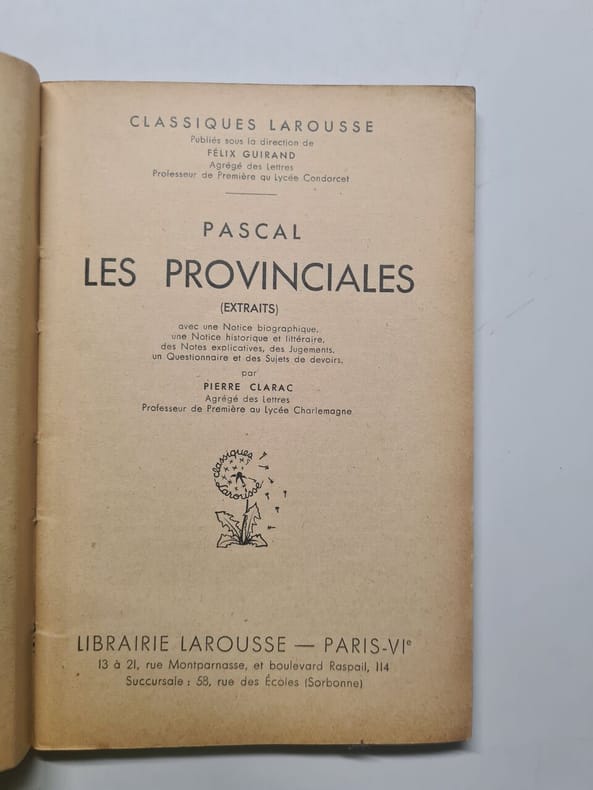 CLASSIQUES LAROUSSE
Publiés sous la direction de
FÉLIX GUIRAND
Agrégé des Lettres
Professeur de Première au Lycée Condorcet
PASCAL
LES PROVINCIALES
(EXTRAITS)
avec une Notice biographique,
une Notice historique et littéraire,
des Notes explicatives, des Jugements,
un Questionnaire et des Sujets de devoirs,
par
PIERRE CLARAC
Agrégé des Lettres
Professeur de Première au Lycée Charlemagne
classiques
Larousse
LIBRAIRIE LAROUSSE — PARIS-VIe
13 à 21, rue Montparnasse, et boulevard Raspail, 114
Succursale : 58, rue des Écoles (Sorbonne)